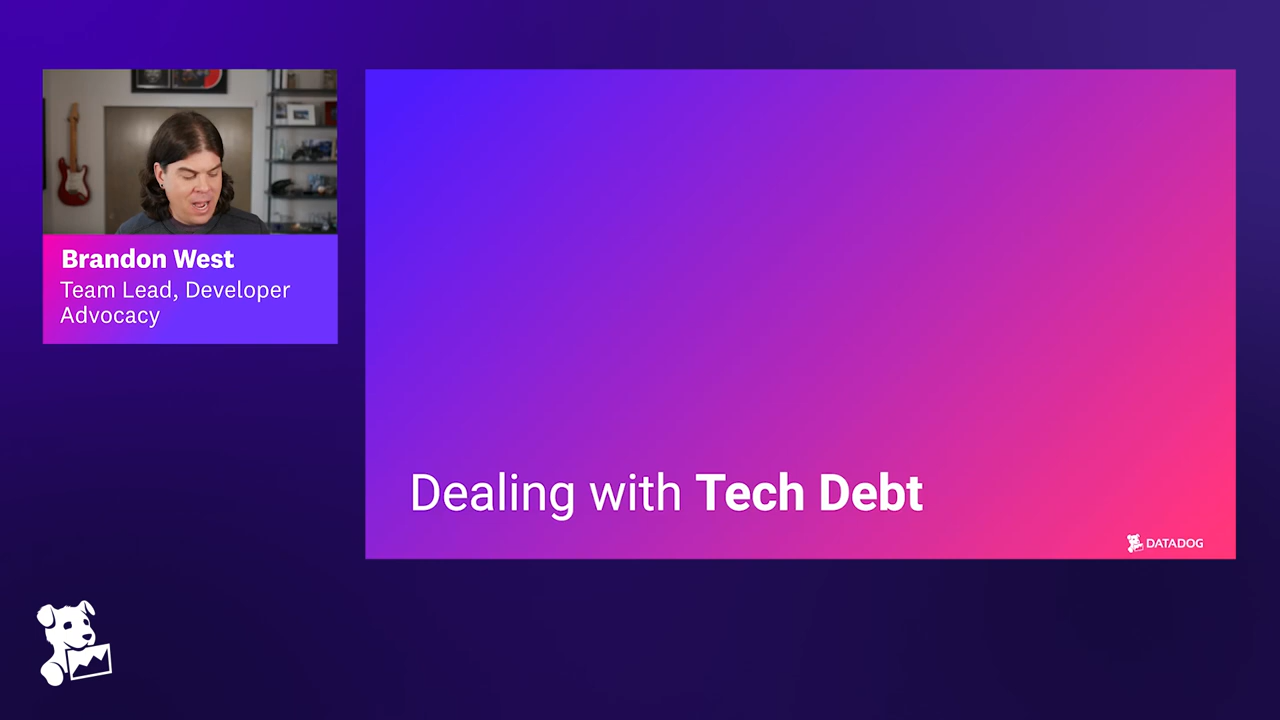 Brandon West
Team Lead, Developer
Advocacy
Dealing with Tech Debt
DATADOG